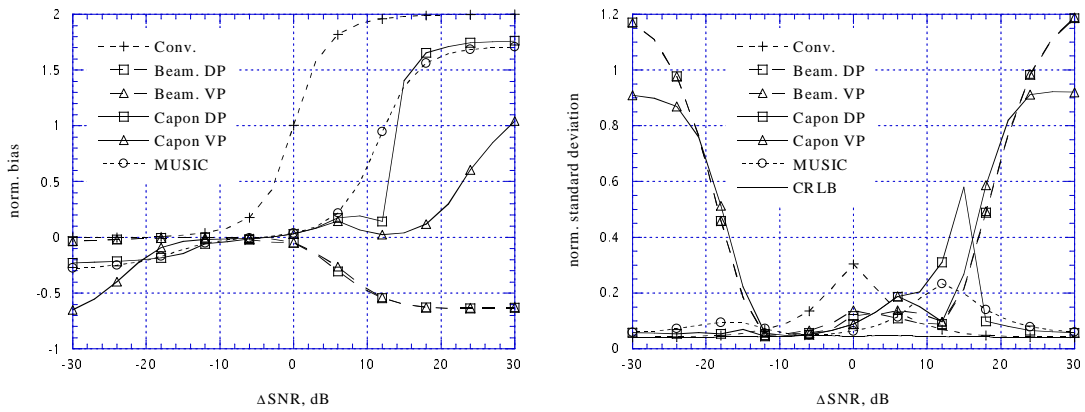 2
1.5
1
0.5
0
-0.5
-1
norm. bias
Conv.
Beam. DP
Beam. VP
Capon DP
Capon VP
MUSIC
-30 -20 -10 0 10 20 30
ΔSNR, dB
1.2
1
0.8
0.6
0.4
0.2
0
norm. standard deviation
Conv.
Beam. DP
Beam. VP
Capon DP
Capon VP
MUSIC
CRLB
-30 -20 -10 0 10 20 30
ΔSNR, dB